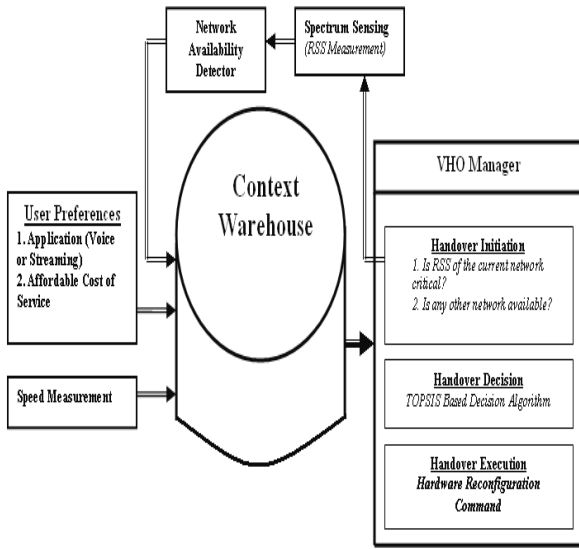 Network
Availability
Detector
Spectrum Sensing
(RSS Measurement)
Context
Warehouse
User Preferences
1. Application (Voice
or Streaming)
2. Affordable Cost of
Service
Speed Measurement
VHO Manager
Handover Initiation
1. Is RSS of the current network
critical?
2. Is any other network available?
Handover Decision
TOPSIS Based Decision Algorithm
Handover Execution
Hardware Reconfiguration
Command